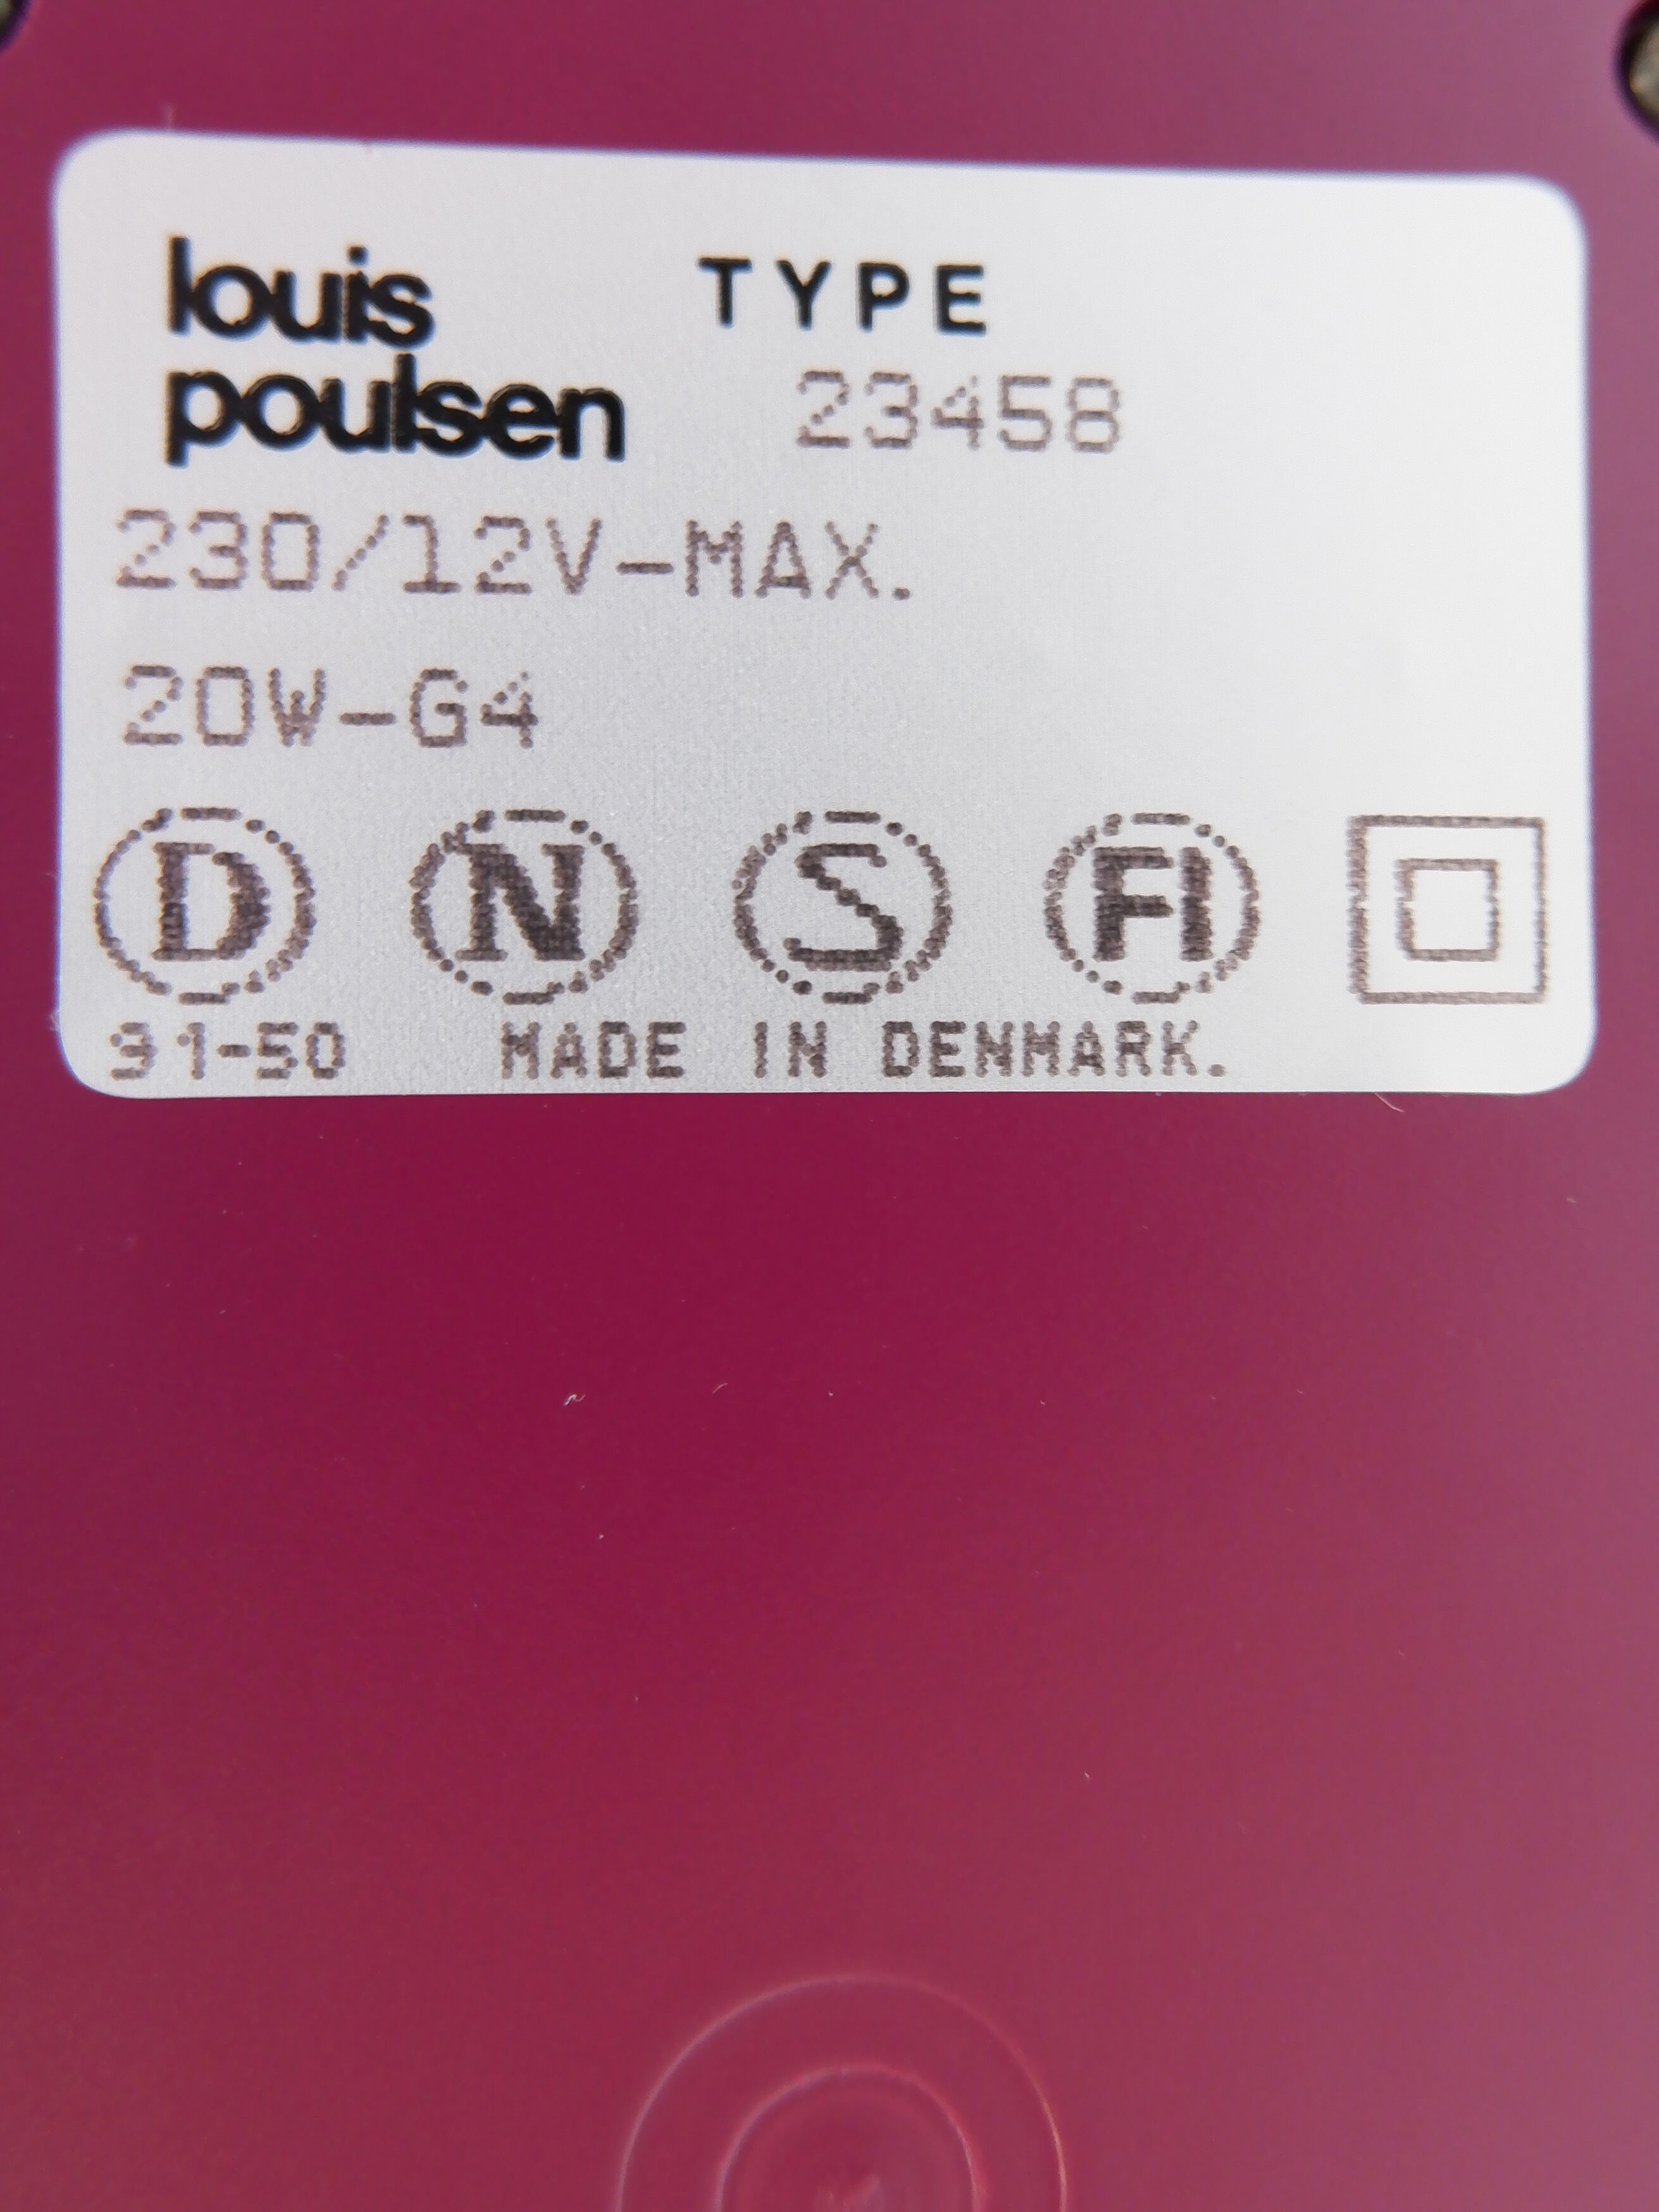 louis
poulsen
TYPE
23458
230/12V-MAX.
20W-G4
D N S FI
91-50 MADE IN DENMARK.